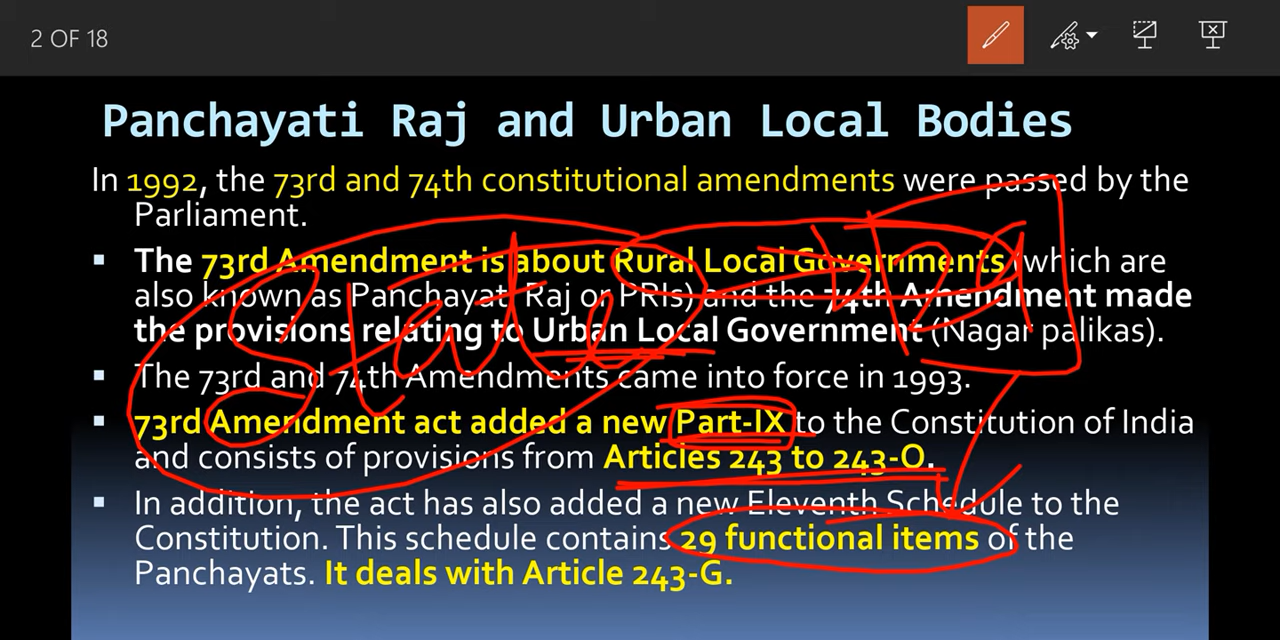 2 OF 18
Panchayati Raj and Urban Local Bodies
In 1992, the 73rd and 74th constitutional amendments were passed by the
Parliament.
▪ The 73rd Amendment is about Rural Local Governments (which are
also known as Panchayati Raj or PRIs) and the 74th Amendment made
the provisions relating to Urban Local Government (Nagar palikas).
▪ The 73rd and 74th Amendments came into force in 1993.
▪ 73rd Amendment act added a new Part-IX to the Constitution of India
and consists of provisions from Articles 243 to 243-O.
▪ In addition, the act has also added a new Eleventh Schedule to the
Constitution. This schedule contains 29 functional items of the
Panchayats. It deals with Article 243-G.
State